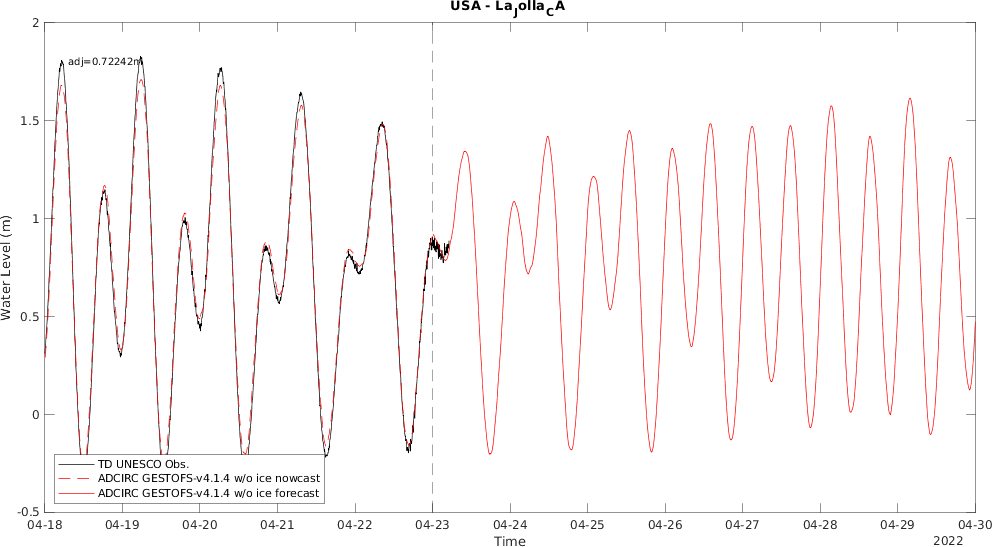 USA - LaJollaCA
2
adj=0.72242m
1.5
1
0.5
0
-0.5
Water Level (m)
TD UNESCO Obs.
ADCIRC GESTOFS-v4.1.4 w/o ice nowcast
ADCIRC GESTOFS-v4.1.4 w/o ice forecast
04-18 04-19 04-20 04-21 04-22 04-23 04-24 04-25 04-26 04-27 04-28 04-29 04-30
Time
2022